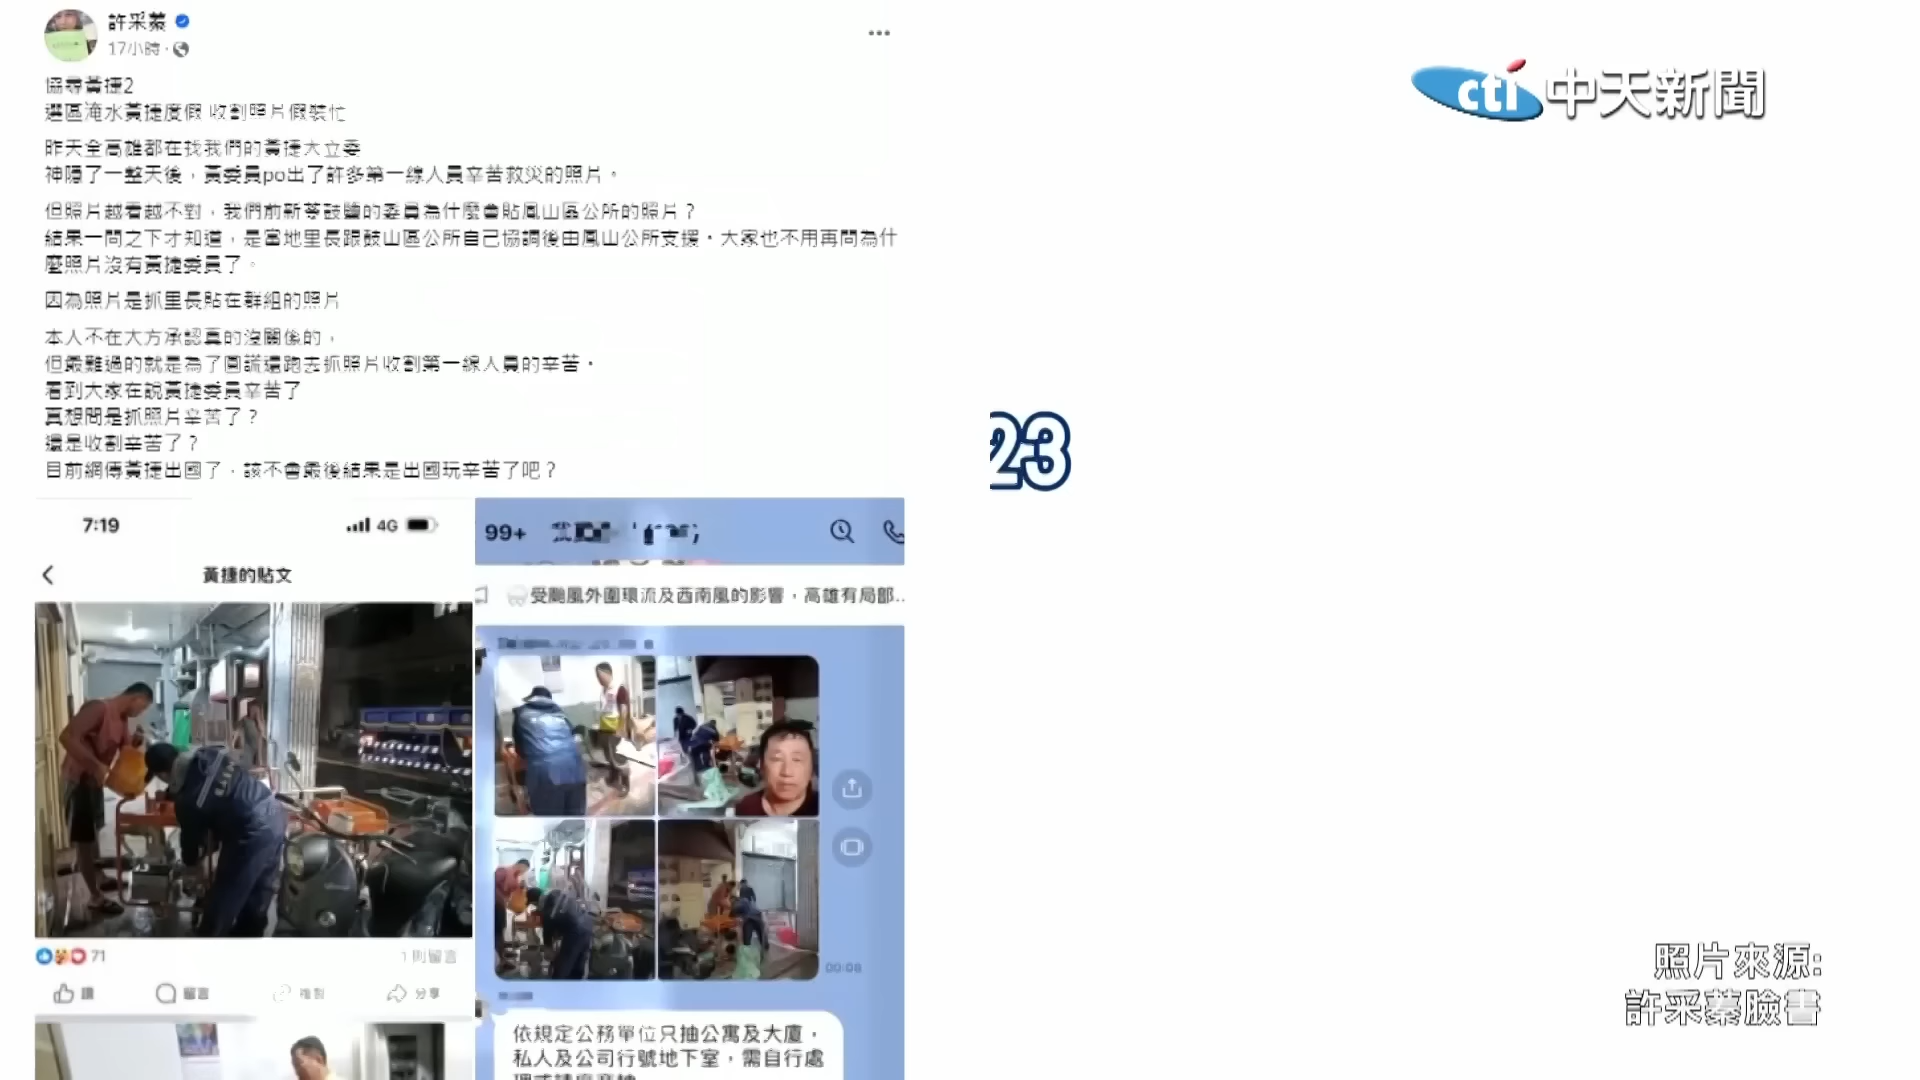 許采蓁
17小時
協尋黃捷2
選區淹水黃捷度假 收割照片假裝忙
昨天全高雄都在找我們的黃捷大立委
神隱了一整天後，黃委員po出了許多第一線人員辛苦救災的照片。
但照片越看越不對，我們前新苓鼓鹽的委員為什麼會貼鳳山區公所的照片？
結果一問之下才知道，是當地里長跟鼓山區公所自己協調後由鳳山公所支援。大家也不用再問為什
麼照片沒有黃捷委員了。
因為照片是抓里長貼在群組的照片
本人不在大方承認真的沒關係的，
但最難過的就是為了圓謊還跑去抓照片收割第一線人員的辛苦。
看到大家在說黃捷委員辛苦了
真想問是抓照片辛苦了？
還是收割辛苦了？
目前網傳黃捷出國了，該不會最後結果是出國玩辛苦了吧？
7:19
4G
黃捷的貼文
71
1則留言
讚
留言
複製
分享
99+
受颱風外圍環流及西南風的影響，高雄有局部...
00:08
依規定公務單位只抽公寓及大廈，
私人及公司行號地下室，需自行處
23
cti 中天新聞
照片來源:
許采蓁臉書